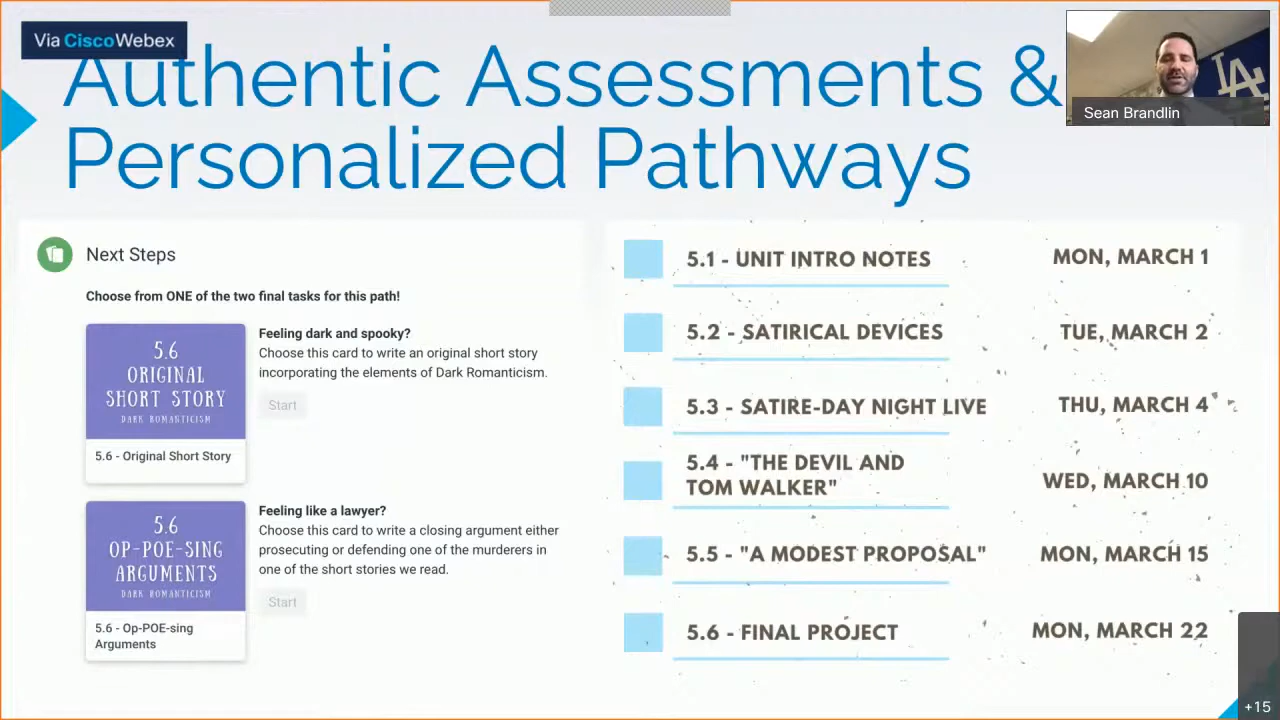 Via CiscoWebex
Authentic Assessments &
Personalized Pathways
LA
Sean Brandlin
Next Steps
Choose from ONE of the two final tasks for this path!
5.6
ORIGINAL
SHORT STORY
DARK ROMANTICISM
5.6 - Original Short Story
Feeling dark and spooky?
Choose this card to write an original short story
incorporating the elements of Dark Romanticism.
Start
5.6
OP-POE-SING
ARGUMENTS
DARK ROMANTICISM
5.6 - Op-POE-sing
Arguments
Feeling like a lawyer?
Choose this card to write a closing argument either
prosecuting or defending one of the murderers in
one of the short stories we read.
Start
5.1 - UNIT INTRO NOTES MON, MARCH 1
5.2 - SATIRICAL DEVICES TUE, MARCH 2
5.3 - SATIRE-DAY NIGHT LIVE THU, MARCH 4
5.4 - "THE DEVIL AND
TOM WALKER" WED, MARCH 10
5.5 - "A MODEST PROPOSAL" MON, MARCH 15
5.6 - FINAL PROJECT MON, MARCH 22
+15